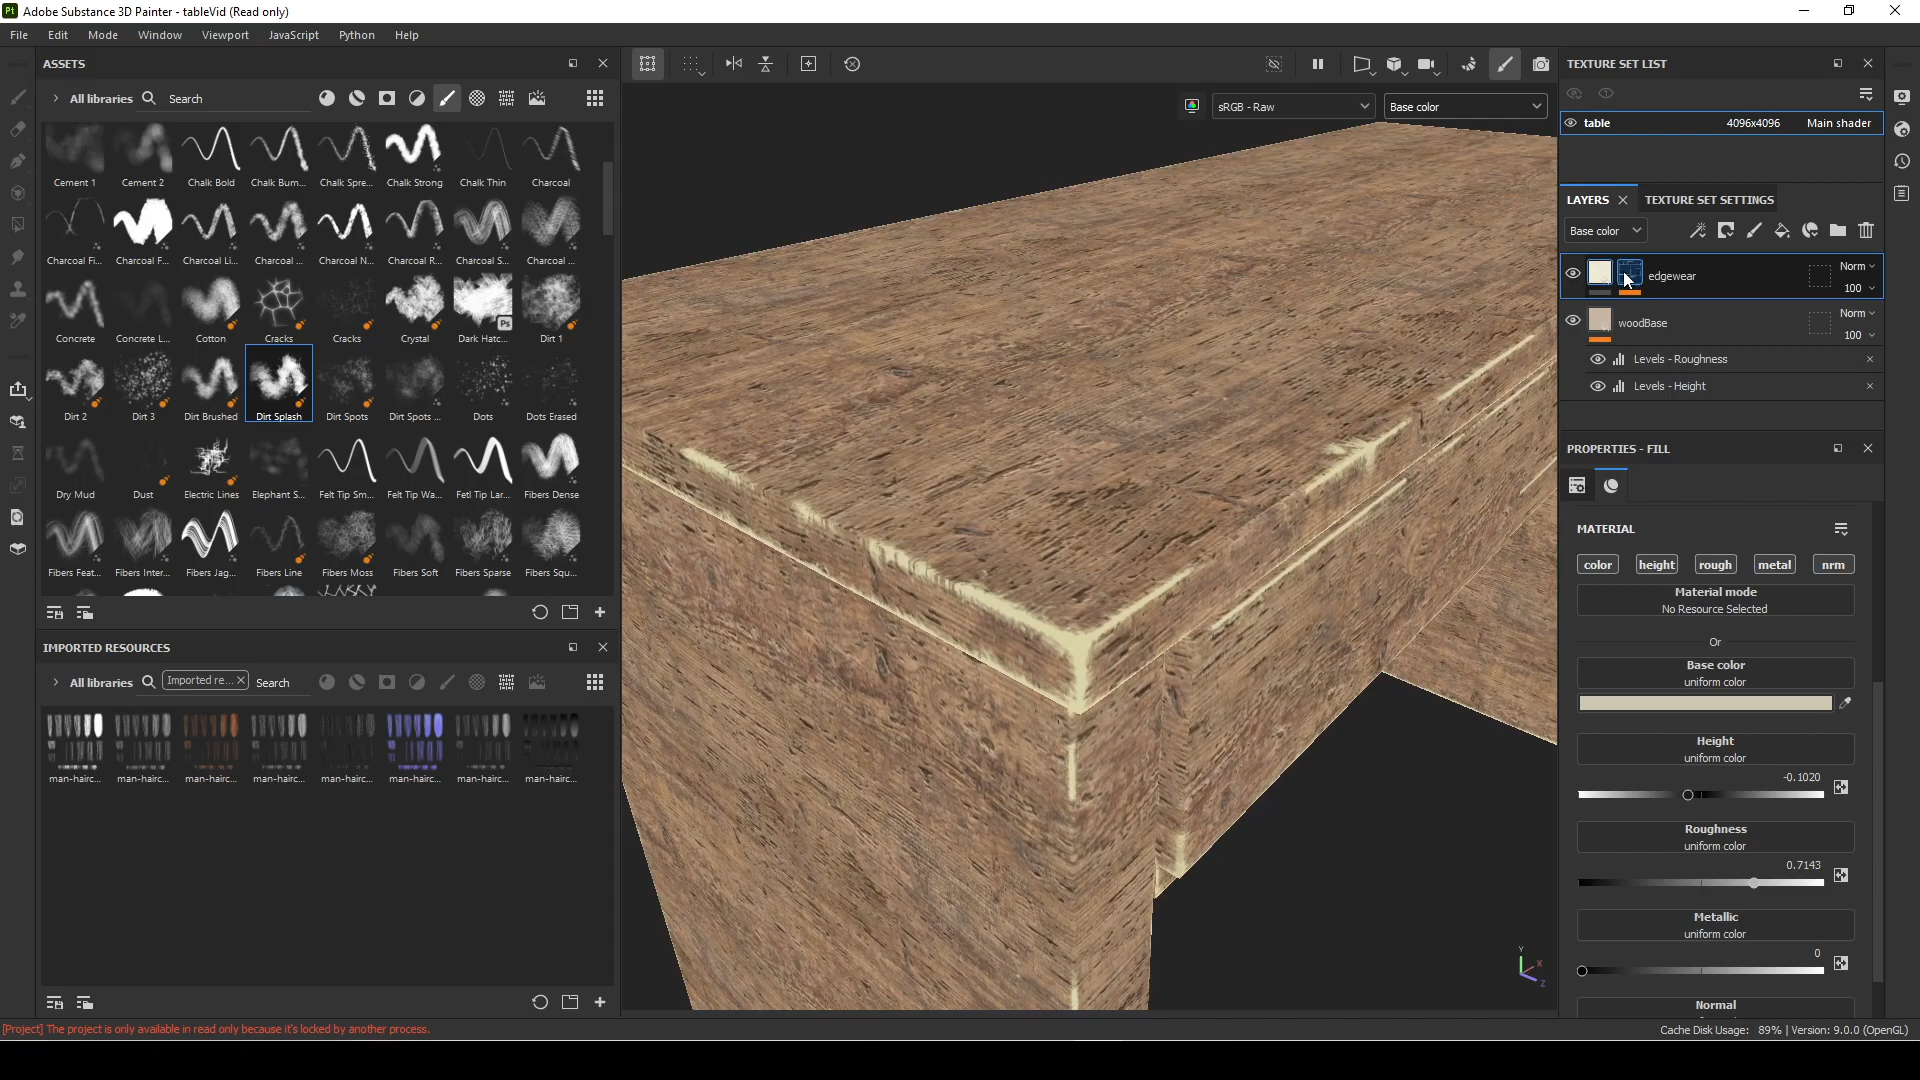 Pt Adobe Substance 3D Painter - tableVid (Read only)
File Edit Mode Window Viewport JavaScript Python Help
ASSETS
All libraries Search
Cement 1 Cement 2 Chalk Bold Chalk Bum... Chalk Spre... Chalk Strong Chalk Thin Charcoal
Charcoal Fi... Charcoal F... Charcoal Li... Charcoal ... Charcoal N... Charcoal R... Charcoal S... Charcoal ...
Ps
Concrete Concrete L... Cotton Cracks Cracks Crystal Dark Hatc... Dirt 1
Dirt 2 Dirt 3 Dirt Brushed Dirt Splash Dirt Spots Dirt Spots ... Dots Dots Erased
Dry Mud Dust Electric Lines Elephant S... Felt Tip Sm... Felt Tip Wa... Fetl Tip Lar... Fibers Dense
Fibers Feat... Fibers Inter... Fibers Jag... Fibers Line Fibers Moss Fibers Soft Fibers Sparse Fibers Squ...
IMPORTED RESOURCES
All libraries Imported re... Search
man-hairc... man-hairc... man-hairc... man-hairc... man-hairc... man-hairc... man-hairc... man-hairc...
sRGB - Raw Base color
Y
X
Z
TEXTURE SET LIST
table 4096x4096 Main shader
LAYERS TEXTURE SET SETTINGS
Base color
edgewear Norm
100
woodBase Norm
100
Levels - Roughness
Levels - Height
PROPERTIES - FILL
MATERIAL
color height rough metal nrm
Material mode
No Resource Selected
Or
Base color
uniform color
Height
uniform color
-0.1020
Roughness
uniform color
0.7143
Metallic
uniform color
0
Normal
[Project] The project is only available in read only because it's locked by another process.
Cache Disk Usage: 89% | Version: 9.0.0 (OpenGL)